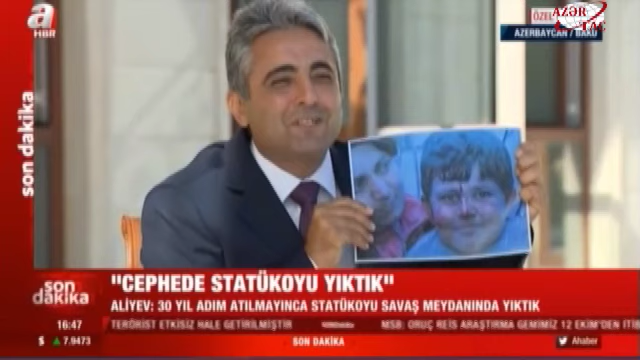 a
HBR
ÖZEL
AZƏR
TAC
AZERBAYCAN / BAKÜ
son dakika
son
dakika
"CEPHEDE STATÜKOYU YIKTIK"
ALİYEV: 30 YIL ADIM ATILMAYINCA STATÜKOYU SAVAŞ MEYDANINDA YIKTIK
16:47
TERÖRİST ETKİSİZ HALE GETİRİLMİŞTİR
MSB: ORUÇ REİS ARAŞTIRMA GEMİMİZ 12 EKİM'DEN İTİ
$ ▲ 7.9473
SON DAKİKA
Ahaber